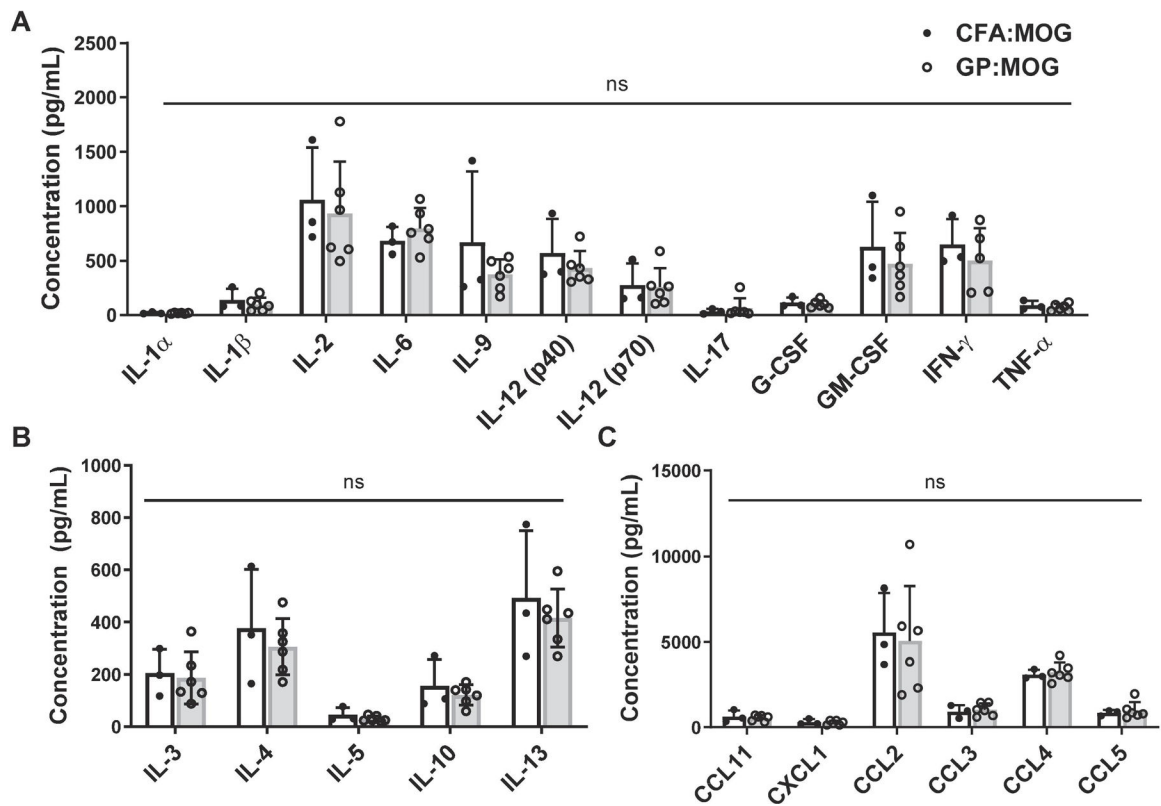 A
CFA:MOG
GP:MOG
ns
Concentration (pg/mL)
2500
2000
1500
1000
500
0
IL-1α
IL-1β
IL-2
IL-6
IL-9
IL-12 (p40)
IL-12 (p70)
IL-17
G-CSF
GM-CSF
IFN-γ
TNF-α
B
ns
Concentration (pg/mL)
1000
800
600
400
200
0
IL-3
IL-4
IL-5
IL-10
IL-13
C
ns
Concentration (pg/mL)
15000
10000
5000
0
CCL11
CXCL1
CCL2
CCL3
CCL4
CCL5